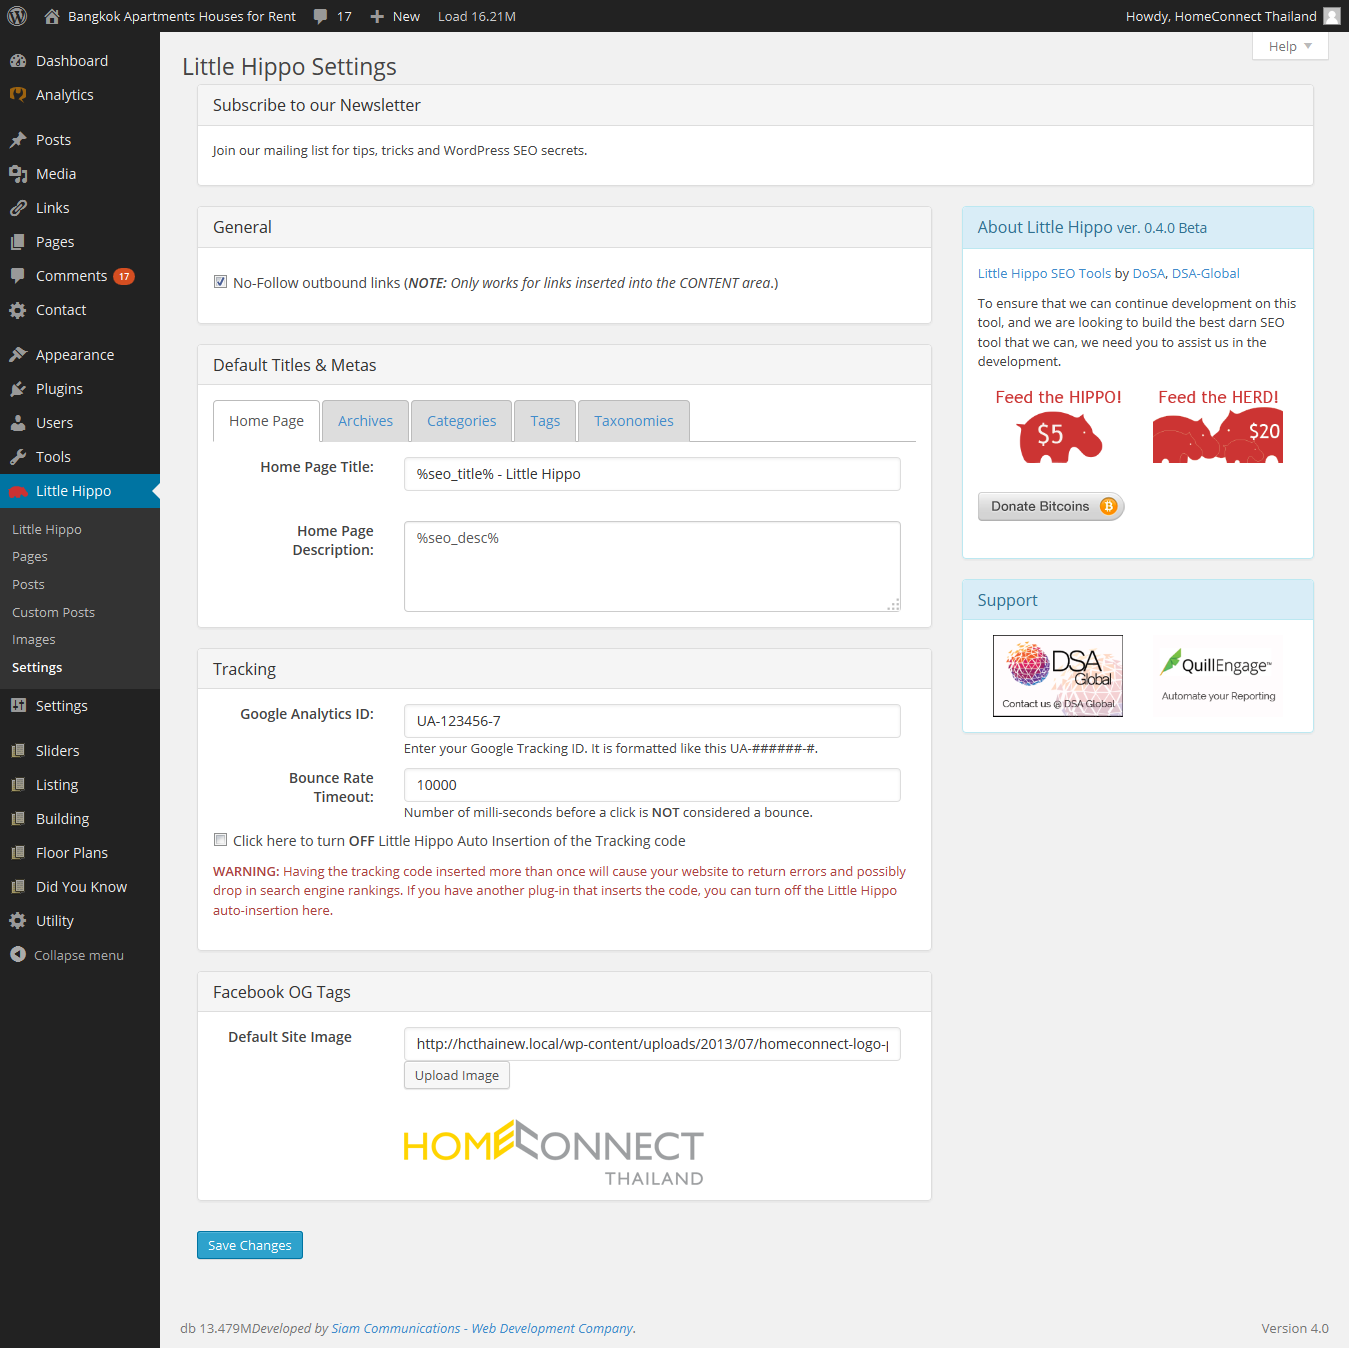 Bangkok Apartments Houses for Rent 17 New Load 16.21M Howdy, HomeConnect Thailand
Help
Dashboard
Analytics
Posts
Media
Links
Pages
Comments 17
Contact
Appearance
Plugins
Users
Tools
Little Hippo
Little Hippo
Pages
Posts
Custom Posts
Images
Settings
Settings
Sliders
Listing
Building
Floor Plans
Did You Know
Utility
Collapse menu
Little Hippo Settings
Subscribe to our Newsletter
Join our mailing list for tips, tricks and WordPress SEO secrets.
General
No-Follow outbound links (NOTE: Only works for links inserted into the CONTENT area.)
Default Titles & Metas
Home Page Archives Categories Tags Taxonomies
Home Page Title: %seo_title% - Little Hippo
Home Page
Description:
%seo_desc%
Tracking
Google Analytics ID: UA-123456-7
Enter your Google Tracking ID. It is formatted like this UA-######-#.
Bounce Rate
Timeout:
10000
Number of milli-seconds before a click is NOT considered a bounce.
Click here to turn OFF Little Hippo Auto Insertion of the Tracking code
WARNING: Having the tracking code inserted more than once will cause your website to return errors and possibly
drop in search engine rankings. If you have another plug-in that inserts the code, you can turn off the Little Hippo
auto-insertion here.
Facebook OG Tags
Default Site Image http://hcthainew.local/wp-content/uploads/2013/07/homeconnect-logo-
Upload Image
HOMECONNECT
THAILAND
Save Changes
About Little Hippo ver. 0.4.0 Beta
Little Hippo SEO Tools by DoSA, DSA-Global
To ensure that we can continue development on this
tool, and we are looking to build the best darn SEO
tool that we can, we need you to assist us in the
development.
Feed the HIPPO! Feed the HERD!
$5 $20
Donate Bitcoins
Support
DSA
Global
Contact us @ DSA Global
QuillEngage™
Automate your Reporting
db 13.479MDeveloped by Siam Communications - Web Development Company. Version 4.0